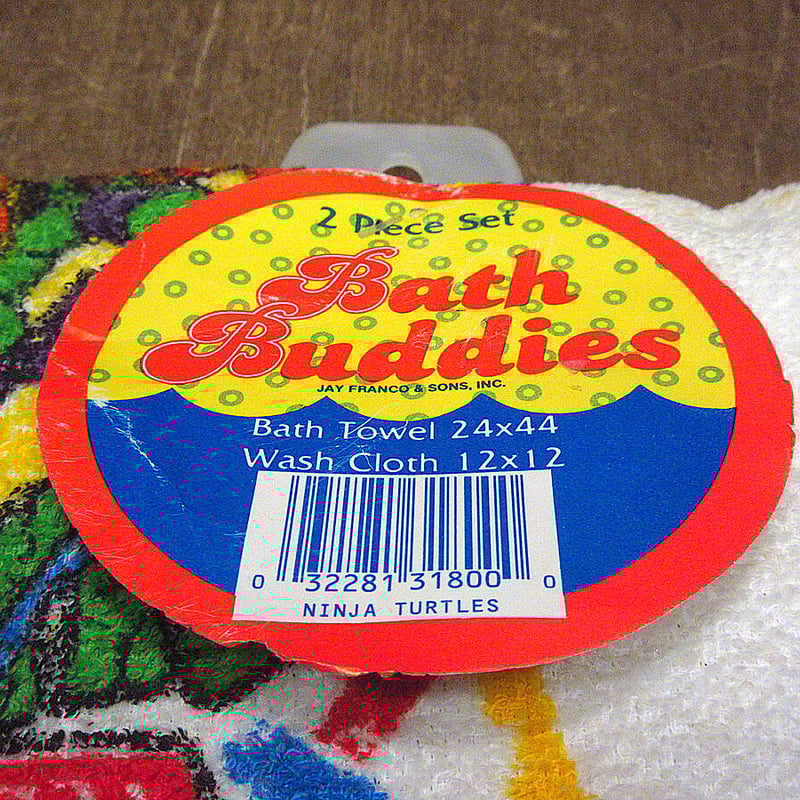 2 Piece Set
Bath
Buddies
JAY FRANCO & SONS, INC.
Bath Towel 24x44
Wash Cloth 12x12
0 32281 31800 0
NINJA TURTLES